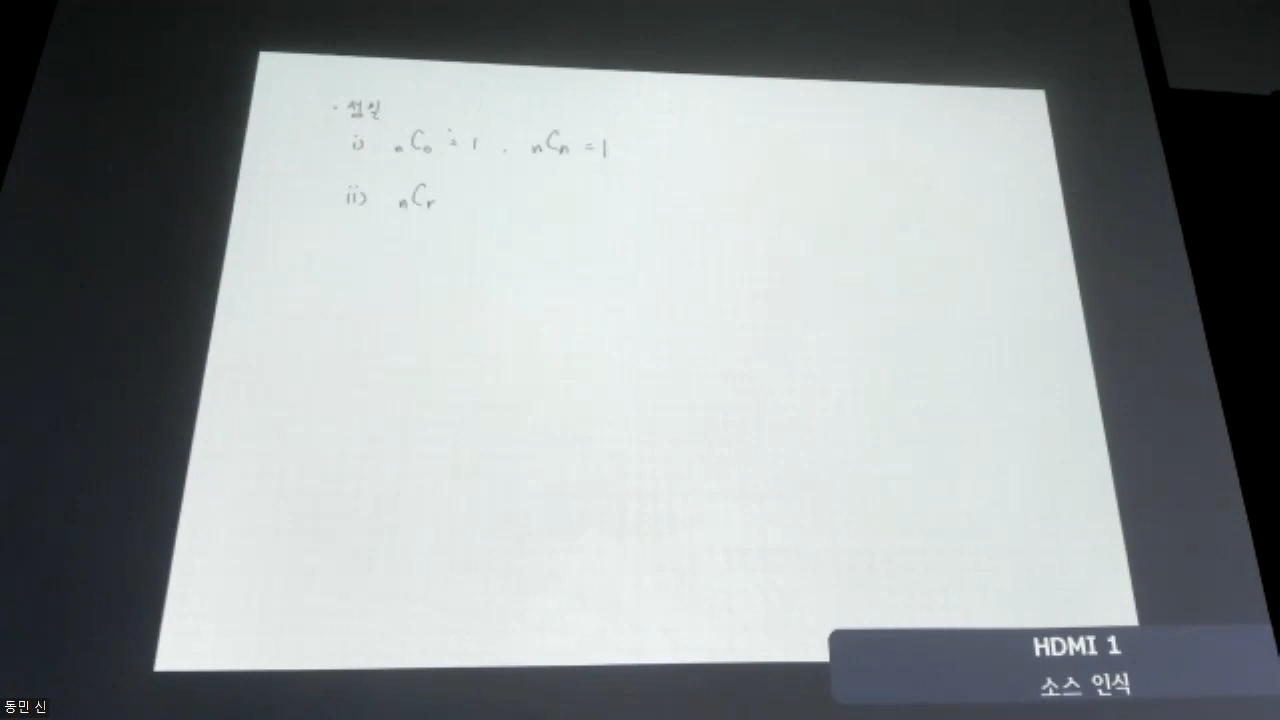 · 성질
i) nC0 = 1 . nCn = 1
ii) nCr
HDMI 1
소스 인식
동민 신